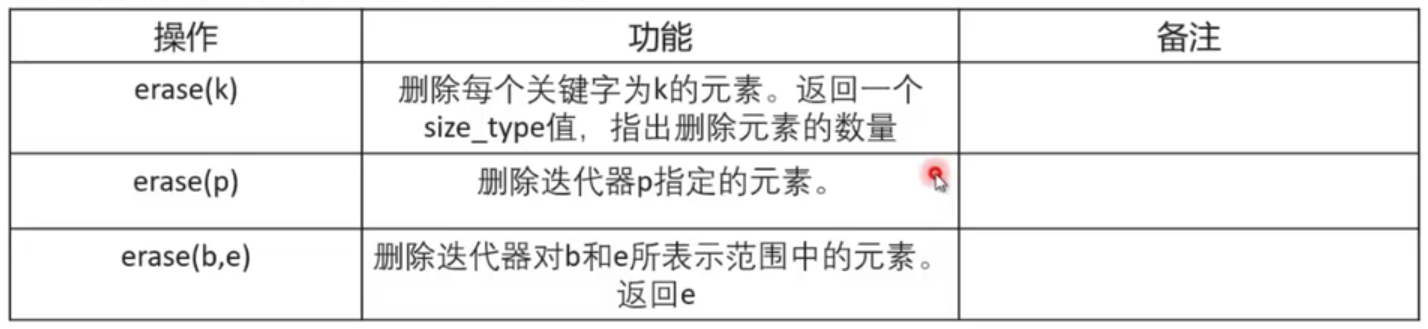 操作 功能 备注
erase(k) 删除每个关键字为k的元素。返回一个
size_type值，指出删除元素的数量
erase(p) 删除迭代器p指定的元素。
erase(b,e) 删除迭代器对b和e所表示范围中的元素。
返回e